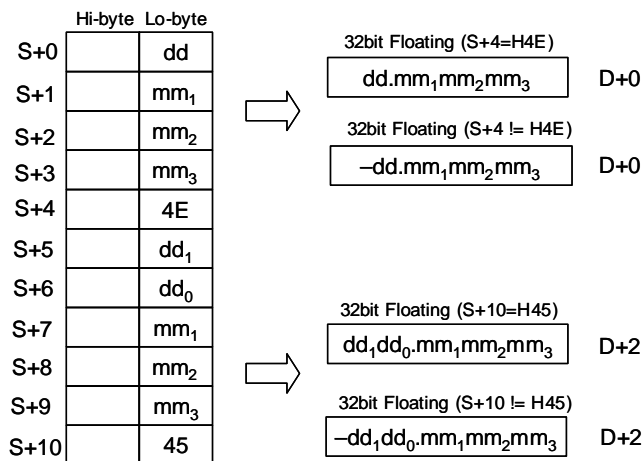 Hi-byte Lo-byte
S+0 dd
S+1 mm₁
S+2 mm₂
S+3 mm₃
S+4 4E
S+5 dd₁
S+6 dd₀
S+7 mm₁
S+8 mm₂
S+9 mm₃
S+10 45
32bit Floating (S+4=H4E)
dd.mm₁mm₂mm₃ D+0
32bit Floating (S+4 != H4E)
–dd.mm₁mm₂mm₃ D+0
32bit Floating (S+10=H45)
dd₁dd₀.mm₁mm₂mm₃ D+2
32bit Floating (S+10 != H45)
–dd₁dd₀.mm₁mm₂mm₃ D+2